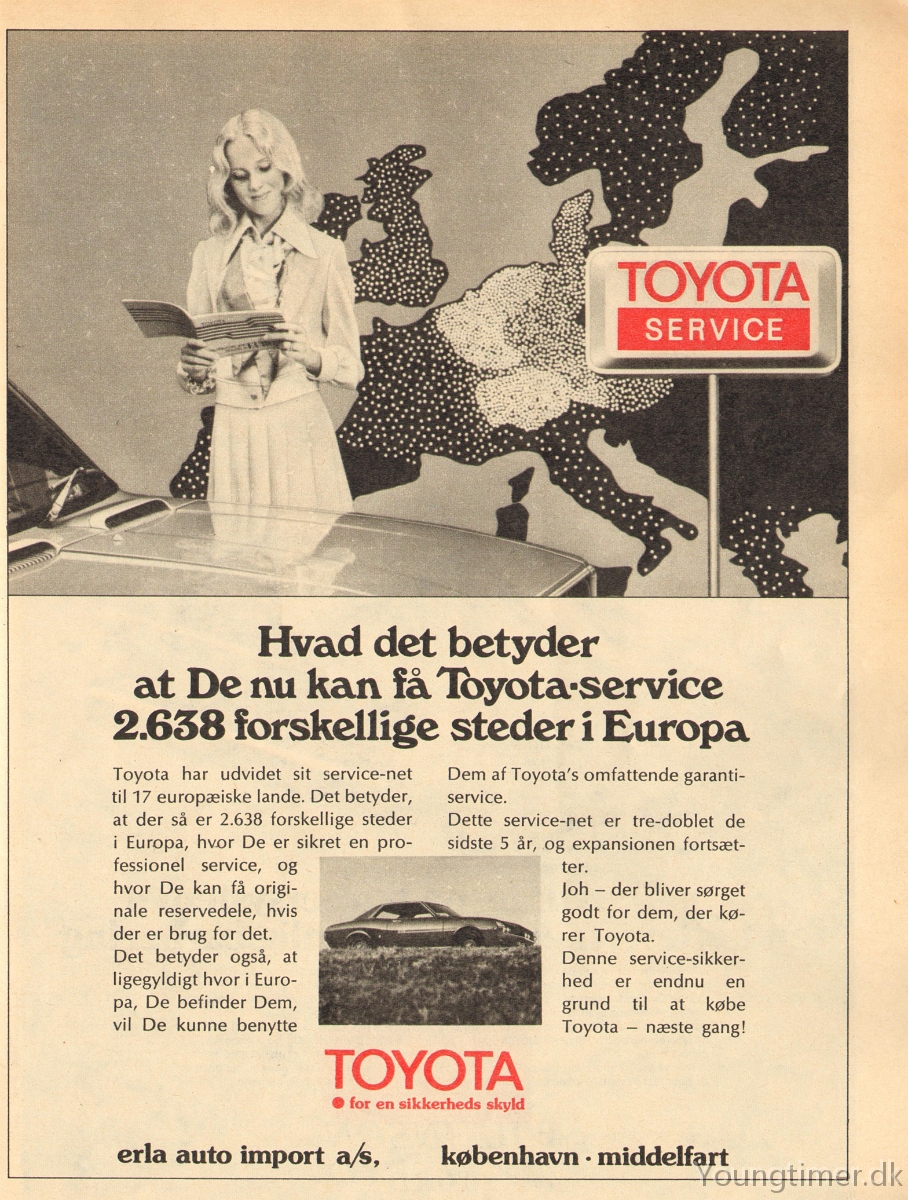 TOYOTA
SERVICE
Hvad det betyder
at De nu kan få Toyota-service
2.638 forskellige steder i Europa
Toyota har udvidet sit service-net
til 17 europæiske lande. Det betyder,
at der så er 2.638 forskellige steder
i Europa, hvor De er sikret en pro-
fessionel service, og
hvor De kan få origi-
nale reservedele, hvis
der er brug for det.
Det betyder også, at
ligegyldigt hvor i Euro-
pa, De befinder Dem,
vil De kunne benytte
Dem af Toyota's omfattende garanti-
service.
Dette service-net er tre-doblet de
sidste 5 år, og expansionen fortsæt-
ter.
Joh – der bliver sørget
godt for dem, der kø-
rer Toyota.
Denne service-sikker-
hed er endnu en
grund til at købe
Toyota – næste gang!
TOYOTA
● for en sikkerheds skyld
erla auto import a/s, københavn · middelfart
Youngtimer.dk